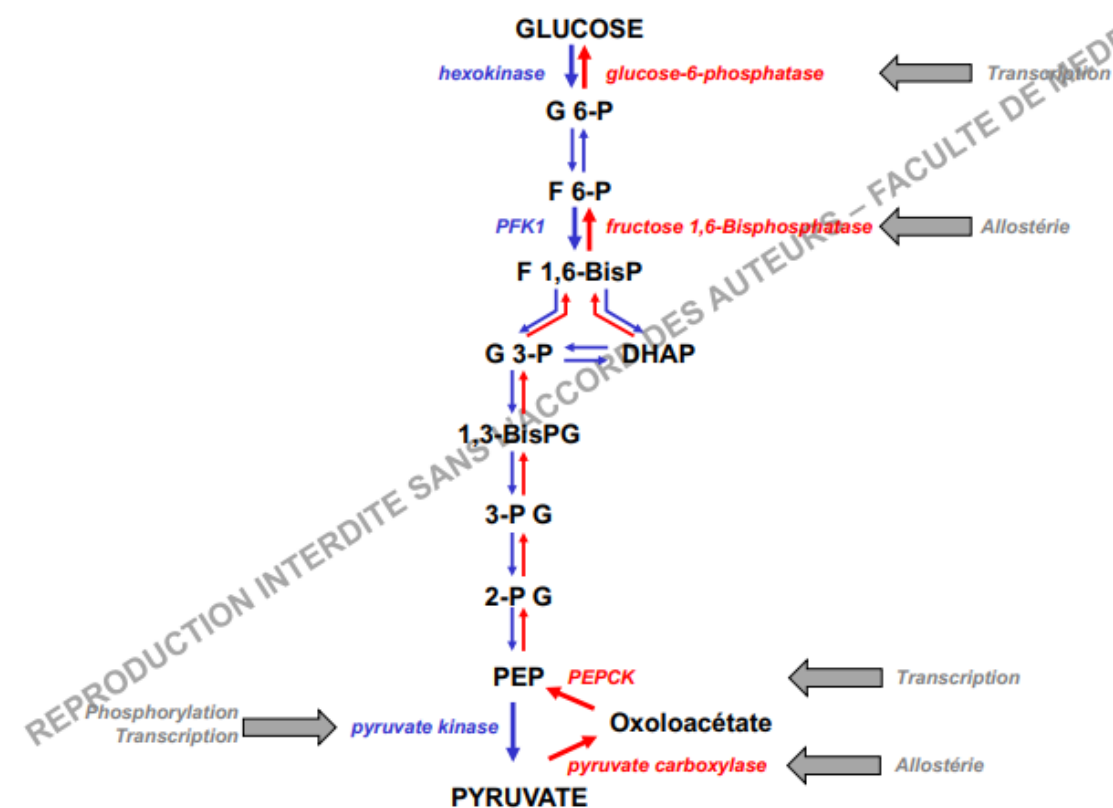 GLUCOSE
hexokinase glucose-6-phosphatase Transcription
G 6-P
F 6-P
PFK1 fructose 1,6-Bisphosphatase Allostérie
F 1,6-BisP
G 3-P DHAP
1,3-BisPG
3-P G
2-P G
PEP PEPCK Transcription
Phosphorylation
Transcription
pyruvate kinase
Oxoloacétate
pyruvate carboxylase Allostérie
PYRUVATE
REPRODUCTION INTERDITE SANS L'ACCORD DES AUTEURS – FACULTE DE